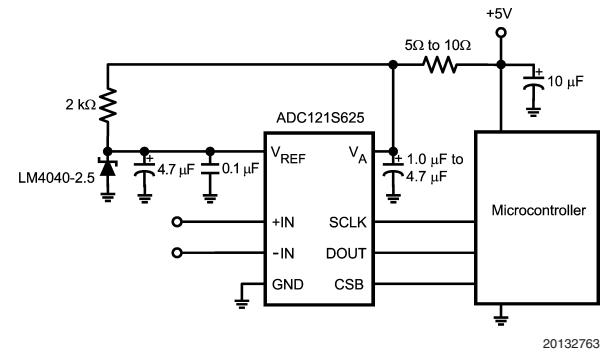 +5V
5Ω to 10Ω
+
10 µF
2 kΩ
ADC121S625
LM4040-2.5
+
4.7 µF
0.1 µF
VREF
VA
+
1.0 µF to
4.7 µF
+IN
SCLK
-IN
DOUT
GND
CSB
Microcontroller
20132763